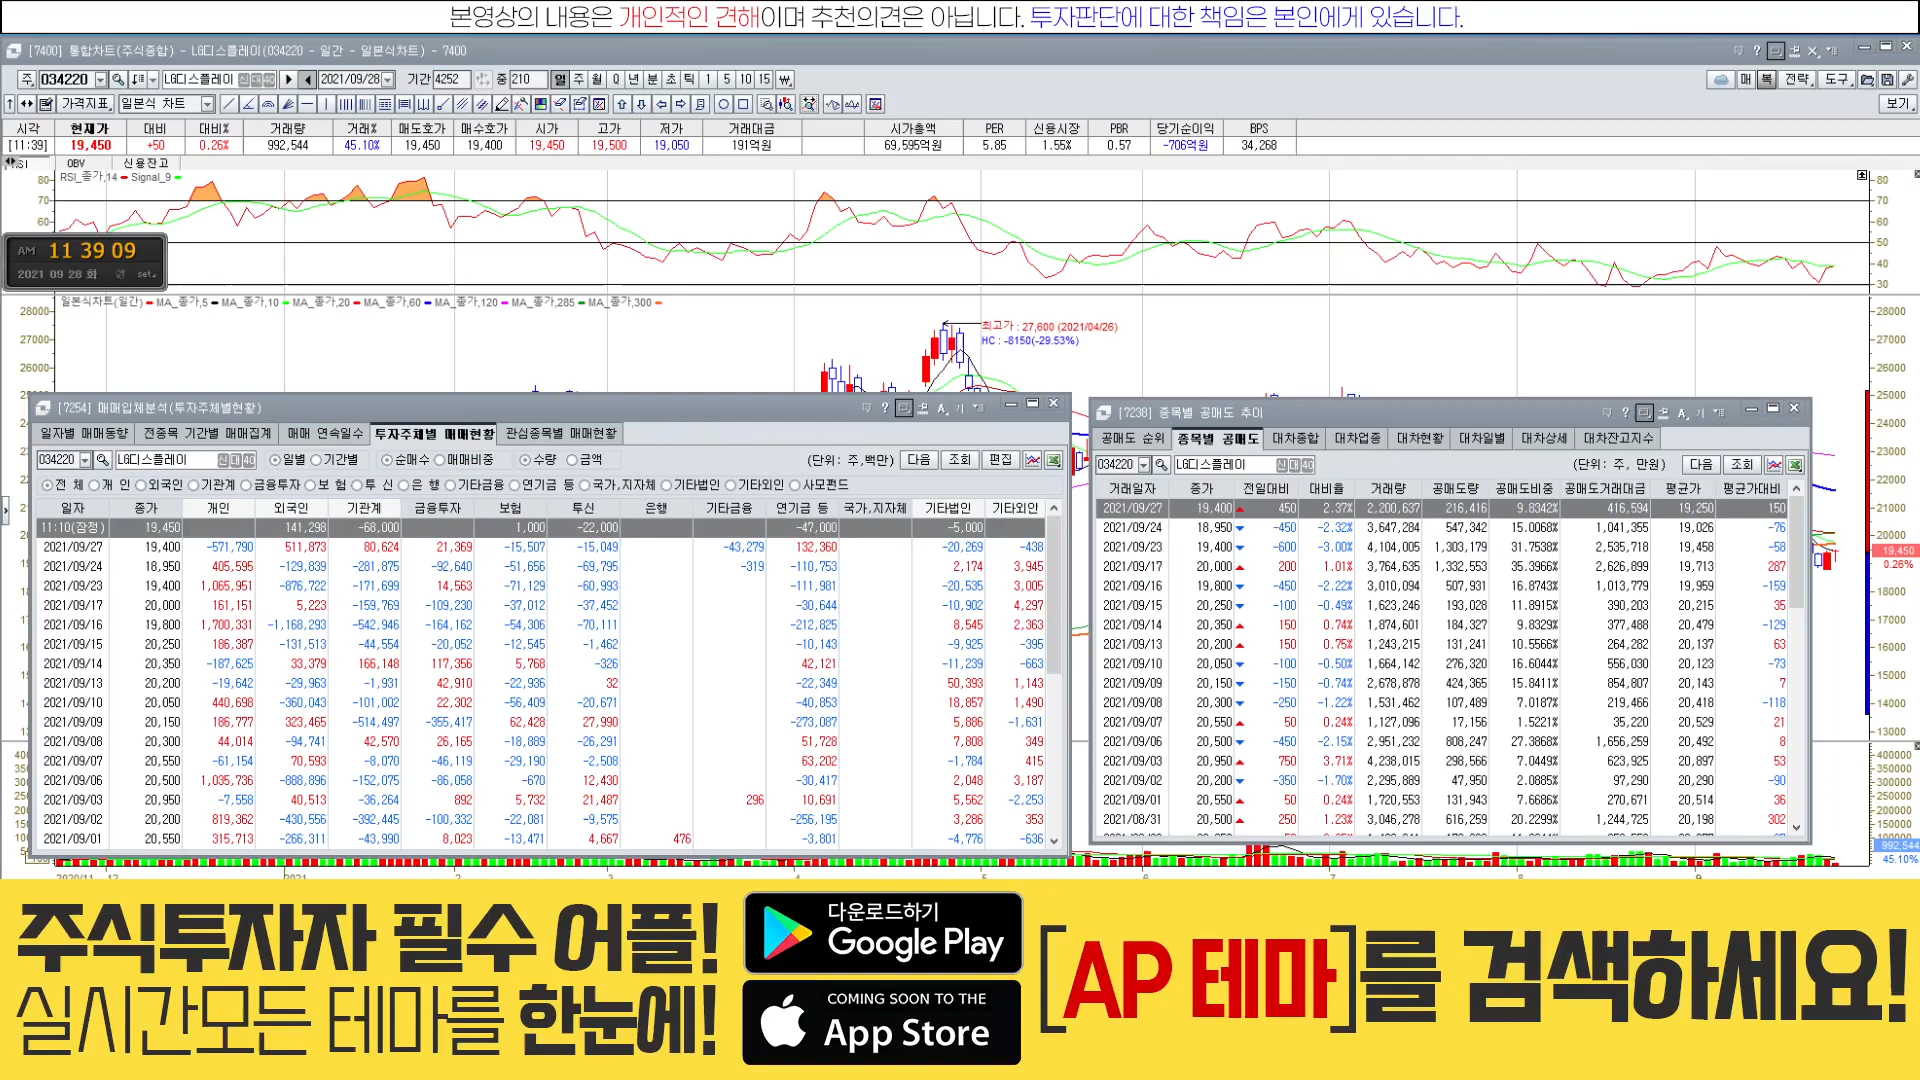 본영상의 내용은 개인적인 견해이며 추천의견은 아닙니다. 투자판단에 대한 책임은 본인에게 있습니다.
[7400] 통합차트(주식종합) - LG디스플레이(034220 - 일간 - 일본식차트) - 7400
주 034220 LG디스플레이 신대40 2021/09/28 기간 4252 중 210 일 주 월 Q 년 분 초 틱 1 5 10 15 매 복 전략 도구
가격지표 일본식 차트 보기
시각 현재가 대비 대비% 거래량 거래% 매도호가 매수호가 시가 고가 저가 거래대금 시가총액 PER 신용시장 PBR 당기순이익 BPS
[11:39] 19,450 +50 0.26% 992,544 45.10% 19,450 19,400 19,450 19,500 19,050 191억원 69,595억원 5.85 1.55% 0.57 -706억원 34,268
OBV 신용잔고
RSI_종가,14 Signal_9
80 70 60 50 40 30
AM 11 39 09
2021 09 28 화 set
일본식차트(일간) MA_종가,5 MA_종가,10 MA_종가,20 MA_종가,60 MA_종가,120 MA_종가,285 MA_종가,300
최고가 : 27,600 (2021/04/26)
HC : -8150(-29.53%)
[7254] 매매입체분석(투자주체별현황)
일자별 매매동향 전종목 기간별 매매집계 매매 연속일수 투자주체별 매매현황 관심종목별 매매현황
034220 LG디스플레이 신대40 일별 기간별 순매수 매매비중 수량 금액 (단위: 주,백만) 다음 조회 편집
전 체 개 인 외국인 기관계 금융투자 보 험 투 신 은 행 기타금융 연기금 등 국가,지자체 기타법인 기타외인 사모펀드
일자 종가 개인 외국인 기관계 금융투자 보험 투신 은행 기타금융 연기금 등 국가,지자체 기타법인 기타외인
11:10(잠정) 19,450 141,298 -68,000 1,000 -22,000 -47,000 -5,000
2021/09/27 19,400 -571,790 511,873 80,624 21,369 -15,507 -15,049 -43,279 132,360 -20,269 -438
2021/09/24 18,950 405,595 -129,839 -281,875 -92,640 -51,656 -69,795 -319 -110,753 2,174 3,945
2021/09/23 19,400 1,065,951 -876,722 -171,699 14,563 -71,129 -60,993 -111,981 -20,535 3,005
2021/09/17 20,000 161,151 5,223 -159,769 -109,230 -37,012 -37,452 -30,644 -10,902 4,297
2021/09/16 19,800 1,700,331 -1,168,293 -542,946 -164,162 -54,306 -70,111 -212,825 8,545 2,363
2021/09/15 20,250 186,387 -131,513 -44,554 -20,052 -12,545 -1,462 -10,143 -9,925 -395
2021/09/14 20,350 -187,625 33,379 166,148 117,356 5,768 -326 42,121 -11,239 -663
2021/09/13 20,200 -19,642 -29,963 -1,931 42,910 -22,936 32 -22,349 50,393 1,143
2021/09/10 20,050 440,698 -360,043 -101,002 22,302 -56,409 -20,671 -40,853 18,857 1,490
2021/09/09 20,150 186,777 323,465 -514,497 -355,417 62,428 27,990 -273,087 5,886 -1,631
2021/09/08 20,300 44,014 -94,741 42,570 26,165 -18,889 -26,291 51,728 7,808 349
2021/09/07 20,550 -61,154 70,593 -8,070 -46,119 -29,190 -2,508 63,202 -1,784 415
2021/09/06 20,500 1,035,736 -888,896 -152,075 -86,058 -670 12,430 -30,417 2,048 3,187
2021/09/03 20,950 -7,558 40,513 -36,264 892 5,732 21,487 296 10,691 5,562 -2,253
2021/09/02 20,200 819,362 -430,556 -392,445 -100,332 -22,081 -9,575 -256,195 3,286 353
2021/09/01 20,550 315,713 -266,311 -43,990 8,023 -13,471 4,667 476 -3,801 -4,776 -636
[7238] 종목별 공매도 추이
공매도 순위 종목별 공매도 대차종합 대차업종 대차현황 대차일별 대차상세 대차잔고지수
034220 LG디스플레이 신대40 (단위: 주, 만원) 다음 조회
거래일자 종가 전일대비 대비율 거래량 공매도량 공매도비중 공매도거래대금 평균가 평균가대비
2021/09/27 19,400 450 2.37% 2,200,637 216,416 9.8342% 416,594 19,250 150
2021/09/24 18,950 -450 -2.32% 3,647,284 547,342 15.0068% 1,041,355 19,026 -76
2021/09/23 19,400 -600 -3.00% 4,104,005 1,303,179 31.7538% 2,535,718 19,458 -58
2021/09/17 20,000 200 1.01% 3,764,635 1,332,553 35.3966% 2,626,899 19,713 287
2021/09/16 19,800 -450 -2.22% 3,010,094 507,931 16.8743% 1,013,779 19,959 -159
2021/09/15 20,250 -100 -0.49% 1,623,246 193,028 11.8915% 390,203 20,215 35
2021/09/14 20,350 150 0.74% 1,874,601 184,327 9.8329% 377,488 20,479 -129
2021/09/13 20,200 150 0.75% 1,243,215 131,241 10.5566% 264,282 20,137 63
2021/09/10 20,050 -100 -0.50% 1,664,142 276,320 16.6044% 556,030 20,123 -73
2021/09/09 20,150 -150 -0.74% 2,678,878 424,365 15.8411% 854,807 20,143 7
2021/09/08 20,300 -250 -1.22% 1,531,462 107,489 7.0187% 219,466 20,418 -118
2021/09/07 20,550 50 0.24% 1,127,096 17,156 1.5221% 35,220 20,529 21
2021/09/06 20,500 -450 -2.15% 2,951,232 808,247 27.3868% 1,656,259 20,492 8
2021/09/03 20,950 750 3.71% 4,238,015 298,566 7.0449% 623,925 20,897 53
2021/09/02 20,200 -350 -1.70% 2,295,889 47,950 2.0885% 97,290 20,290 -90
2021/09/01 20,550 50 0.24% 1,720,553 131,943 7.6686% 270,671 20,514 36
2021/08/31 20,500 250 1.23% 3,046,278 616,259 20.2299% 1,244,725 20,198 302
28000
27000
26000
25000
24000
23000
22000
21000
20000
19,450
0.26%
18000
17000
16000
15000
14000
13000
400000
350000
300000
250000
200000
150000
100000
992,544
45.10%
주식투자자 필수 어플!
실시간모든 테마를 한눈에!
다운로드하기
Google Play
COMING SOON TO THE
App Store
[AP 테마]를 검색하세요!